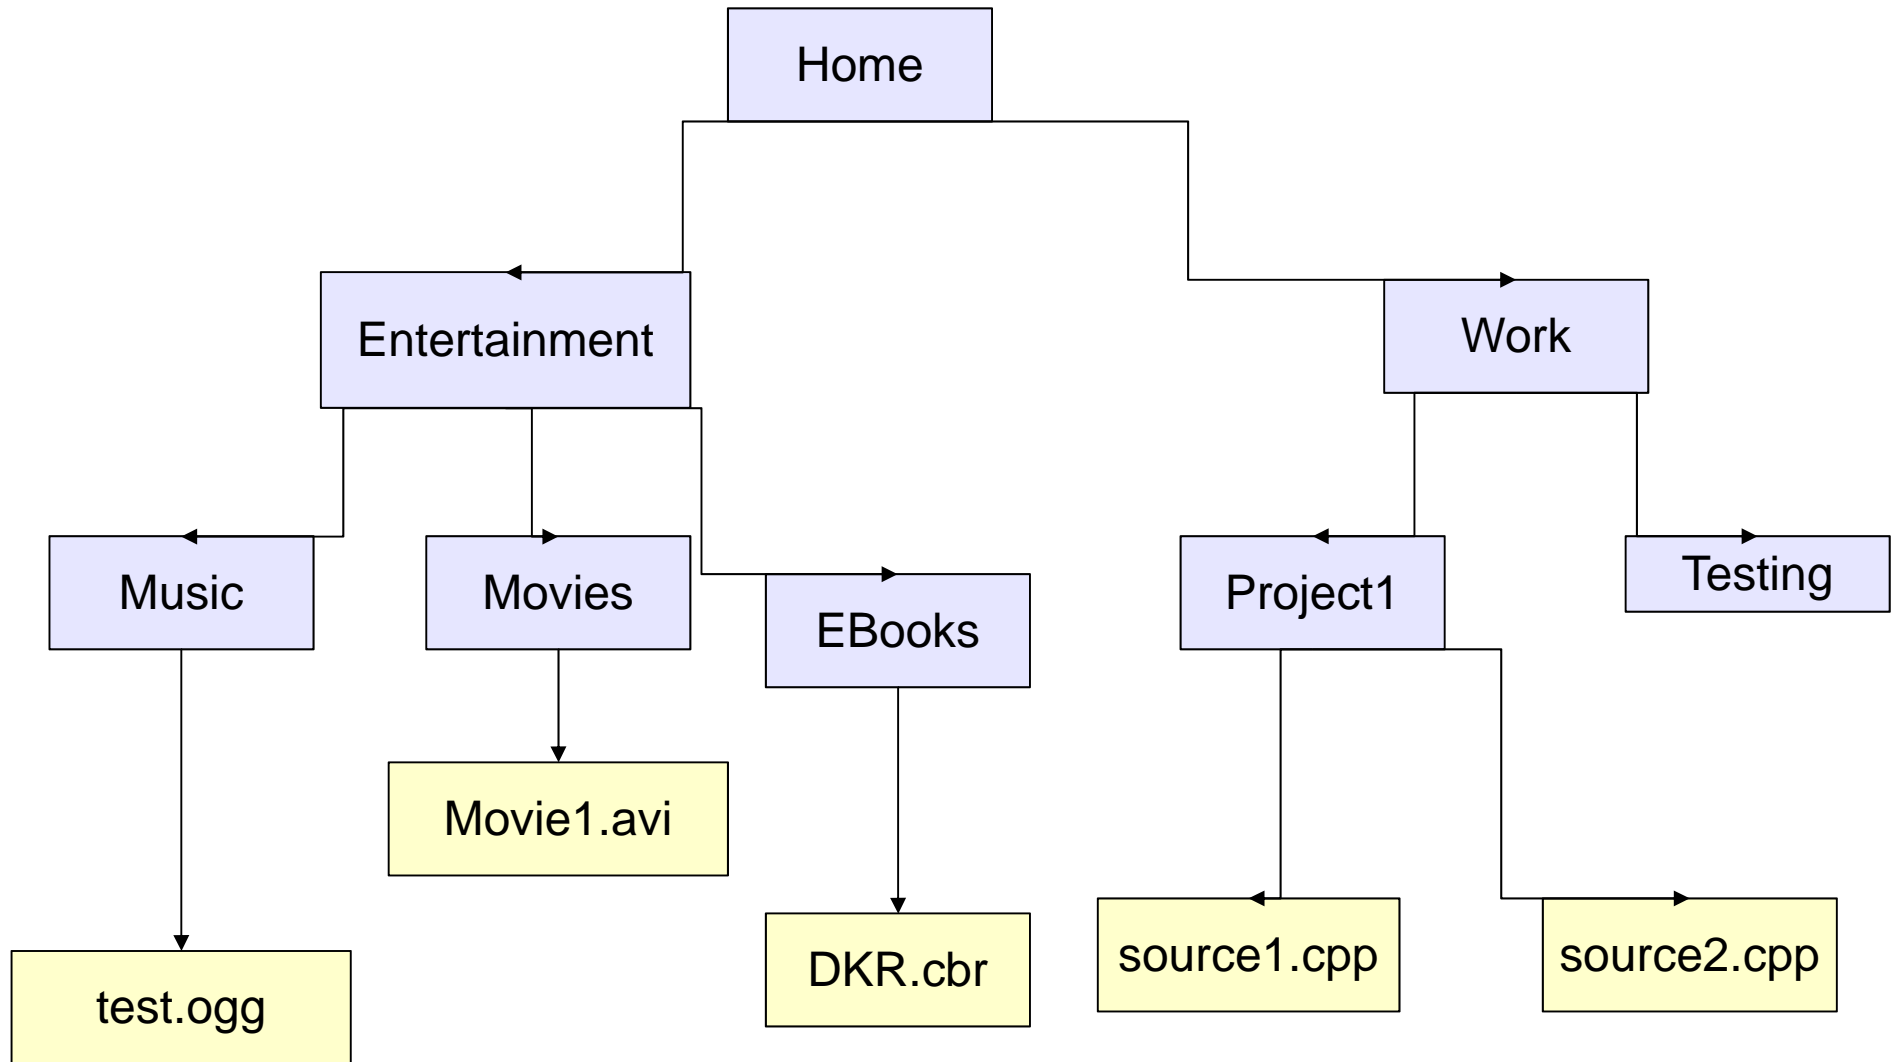 Home
Entertainment
Work
Music
Movies
EBooks
Project1
Testing
Movie1.avi
DKR.cbr
source1.cpp
source2.cpp
test.ogg